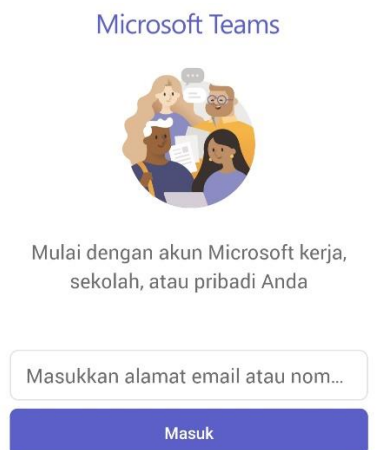 Microsoft Teams
Mulai dengan akun Microsoft kerja,
sekolah, atau pribadi Anda
Masukkan alamat email atau nom...
Masuk